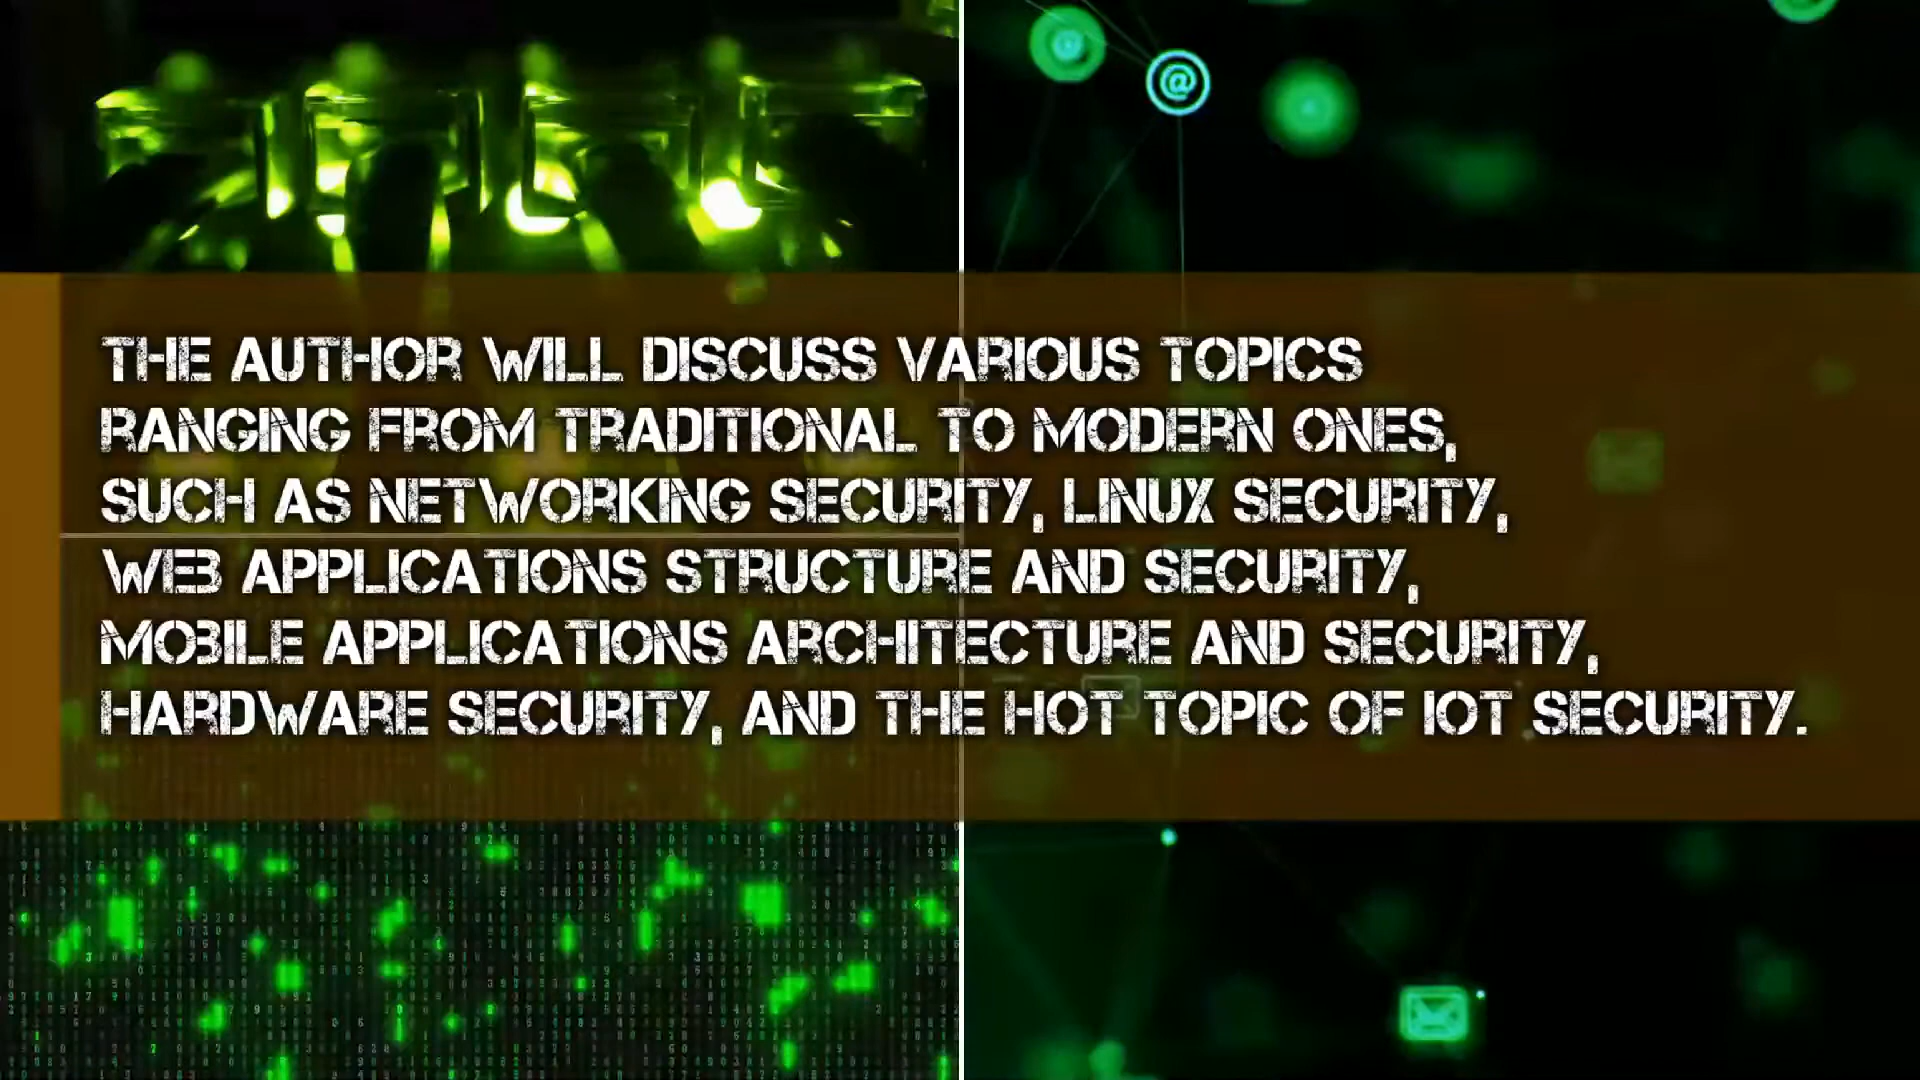 THE AUTHOR WILL DISCUSS VARIOUS TOPICS
RANGING FROM TRADITIONAL TO MODERN ONES,
SUCH AS NETWORKING SECURITY, LINUX SECURITY,
WEB APPLICATIONS STRUCTURE AND SECURITY,
MOBILE APPLICATIONS ARCHITECTURE AND SECURITY,
HARDWARE SECURITY, AND THE HOT TOPIC OF IOT SECURITY.